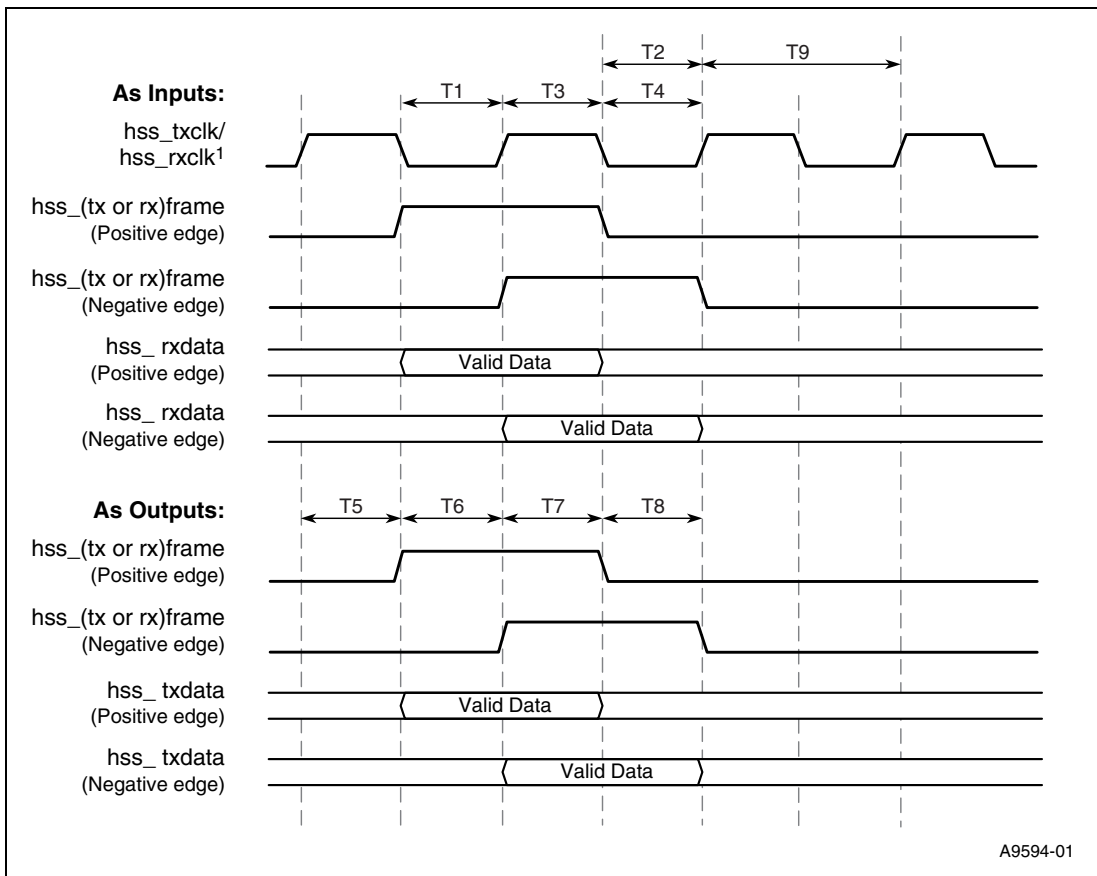 T2 T9
As Inputs: T1 T3 T4
hss_txclk/
hss_rxclk1
hss_(tx or rx)frame
(Positive edge)
hss_(tx or rx)frame
(Negative edge)
hss_ rxdata
(Positive edge) Valid Data
hss_ rxdata
(Negative edge) Valid Data
As Outputs: T5 T6 T7 T8
hss_(tx or rx)frame
(Positive edge)
hss_(tx or rx)frame
(Negative edge)
hss_ txdata
(Positive edge) Valid Data
hss_ txdata
(Negative edge) Valid Data
A9594-01